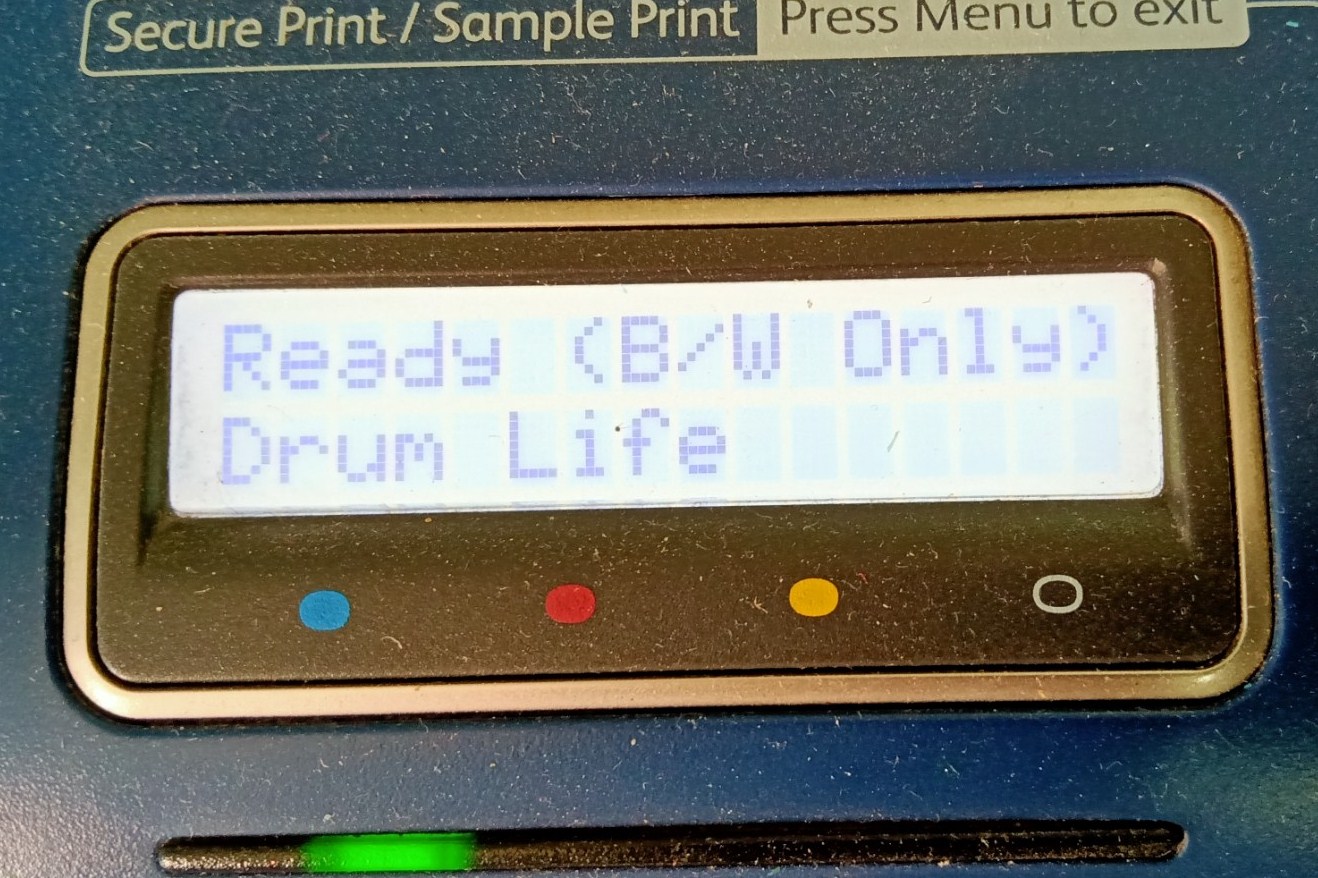 Secure Print / Sample Print
Press Menu to exit
Ready (B/W Only)
Drum Life